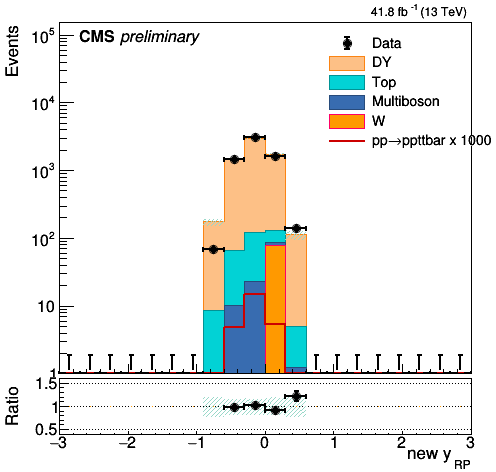 41.8 fb⁻¹ (13 TeV)
Events
CMS preliminary
Data
DY
Top
Multiboson
W
pp→ppttbar x 1000
10⁵
10⁴
10³
10²
10
1
Ratio
1.5
1
0.5
−3 −2 −1 0 1 2 3
new y_RP